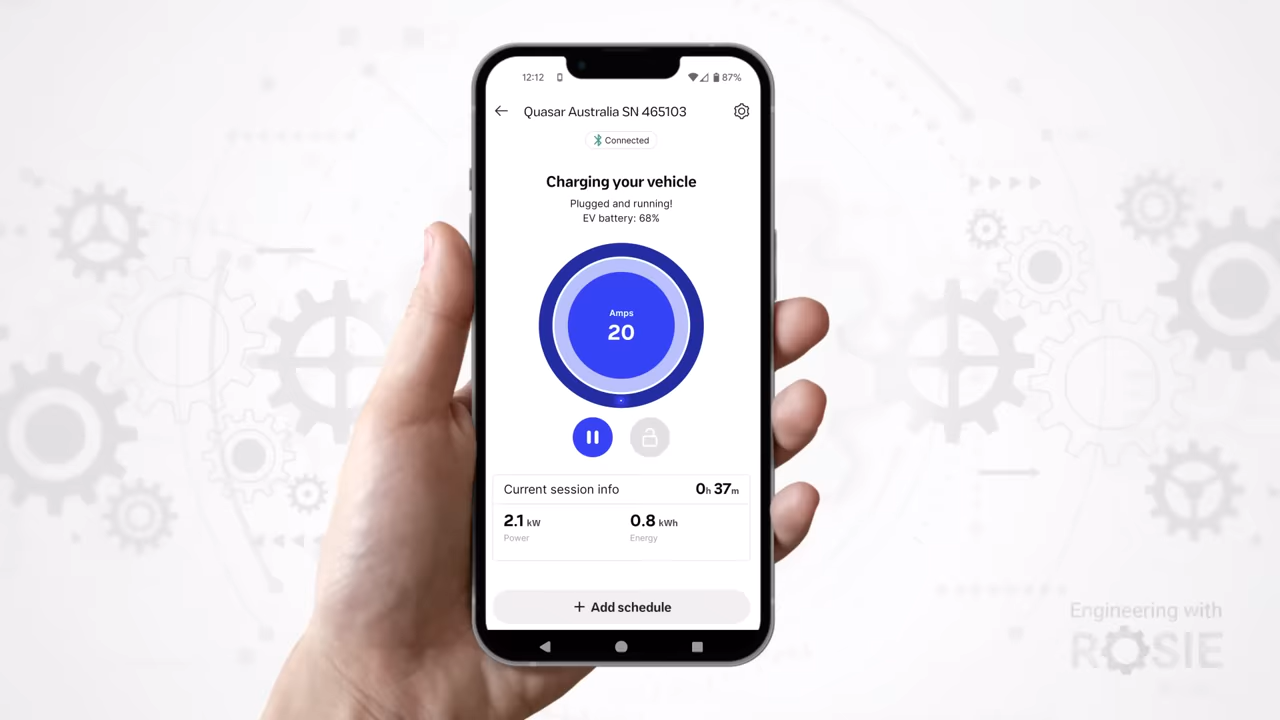 12:12 87%
Quasar Australia SN 465103
Connected
Charging your vehicle
Plugged and running!
EV battery: 68%
Amps
20
Current session info 0h 37m
2.1 kW 0.8 kWh
Power Energy
+ Add schedule
Engineering with
ROSIE